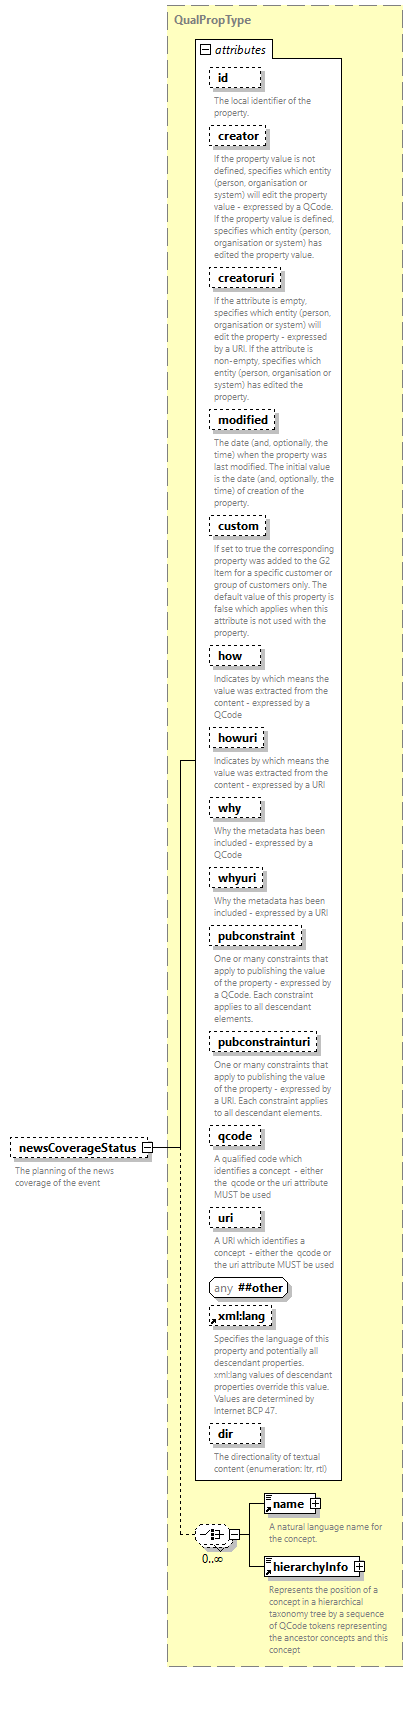 QualPropType
attributes
id
The local identifier of the
property.
creator
If the property value is not
defined, specifies which entity
(person, organisation or
system) will edit the property
value - expressed by a QCode.
If the property value is defined,
specifies which entity (person,
organisation or system) has
edited the property value.
creatoruri
If the attribute is empty,
specifies which entity (person,
organisation or system) will
edit the property - expressed
by a URI. If the attribute is
non-empty, specifies which
entity (person, organisation or
system) has edited the
property.
modified
The date (and, optionally, the
time) when the property was
last modified. The initial value
is the date (and, optionally, the
time) of creation of the
property.
custom
If set to true the corresponding
property was added to the G2
Item for a specific customer or
group of customers only. The
default value of this property is
false which applies when this
attribute is not used with the
property.
how
Indicates by which means the
value was extracted from the
content - expressed by a
QCode
howuri
Indicates by which means the
value was extracted from the
content - expressed by a URI
why
Why the metadata has been
included - expressed by a
QCode
whyuri
Why the metadata has been
included - expressed by a URI
pubconstraint
One or many constraints that
apply to publishing the value
of the property - expressed by
a QCode. Each constraint
applies to all descendant
elements.
pubconstrainturi
One or many constraints that
apply to publishing the value
of the property - expressed by
a URI. Each constraint applies
to all descendant elements.
qcode
A qualified code which
identifies a concept - either
the qcode or the uri attribute
MUST be used
newsCoverageStatus
The planning of the news
coverage of the event
uri
A URI which identifies a
concept - either the qcode or
the uri attribute MUST be used
any ##other
xml:lang
Specifies the language of this
property and potentially all
descendant properties.
xml:lang values of descendant
properties override this value.
Values are determined by
Internet BCP 47.
dir
The directionality of textual
content (enumeration: ltr, rtl)
name
A natural language name for
the concept.
0..∞
hierarchyInfo
Represents the position of a
concept in a hierarchical
taxonomy tree by a sequence
of QCode tokens representing
the ancestor concepts and this
concept